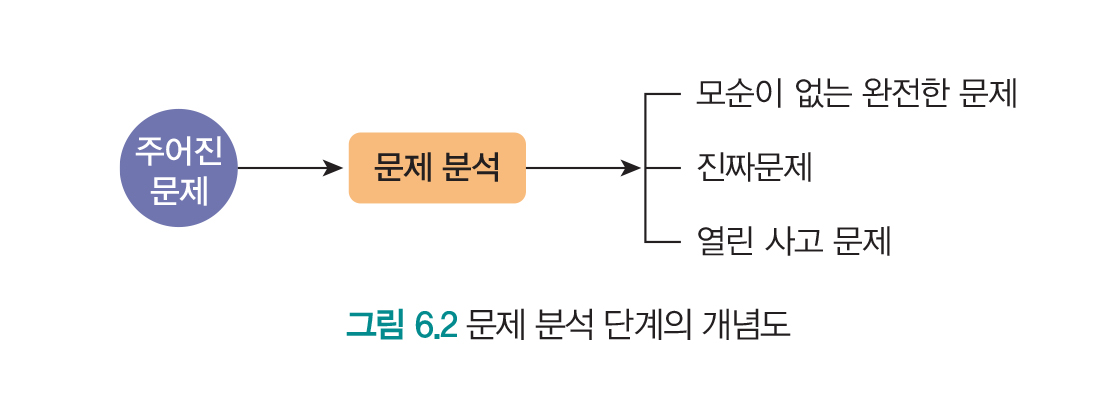 주어진
문제
문제 분석
모순이 없는 완전한 문제
진짜문제
열린 사고 문제
그림 6.2 문제 분석 단계의 개념도